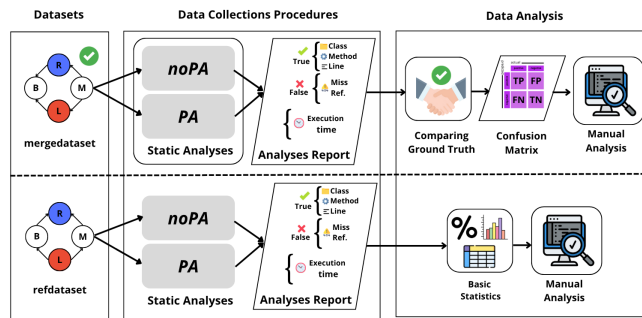 Datasets
Data Collections Procedures
Data Analysis
R
B
M
L
mergedataset
noPA
PA
Static Analyses
True
Class
Method
Line
False
Miss
Ref.
Execution
time
Analyses Report
Comparing
Ground Truth
TP
FP
FN
TN
Confusion
Matrix
Manual
Analysis
R
B
M
L
refdataset
noPA
PA
Static Analyses
True
Class
Method
Line
False
Miss
Ref.
Execution
time
Analyses Report
%
Basic
Statistics
Manual
Analysis